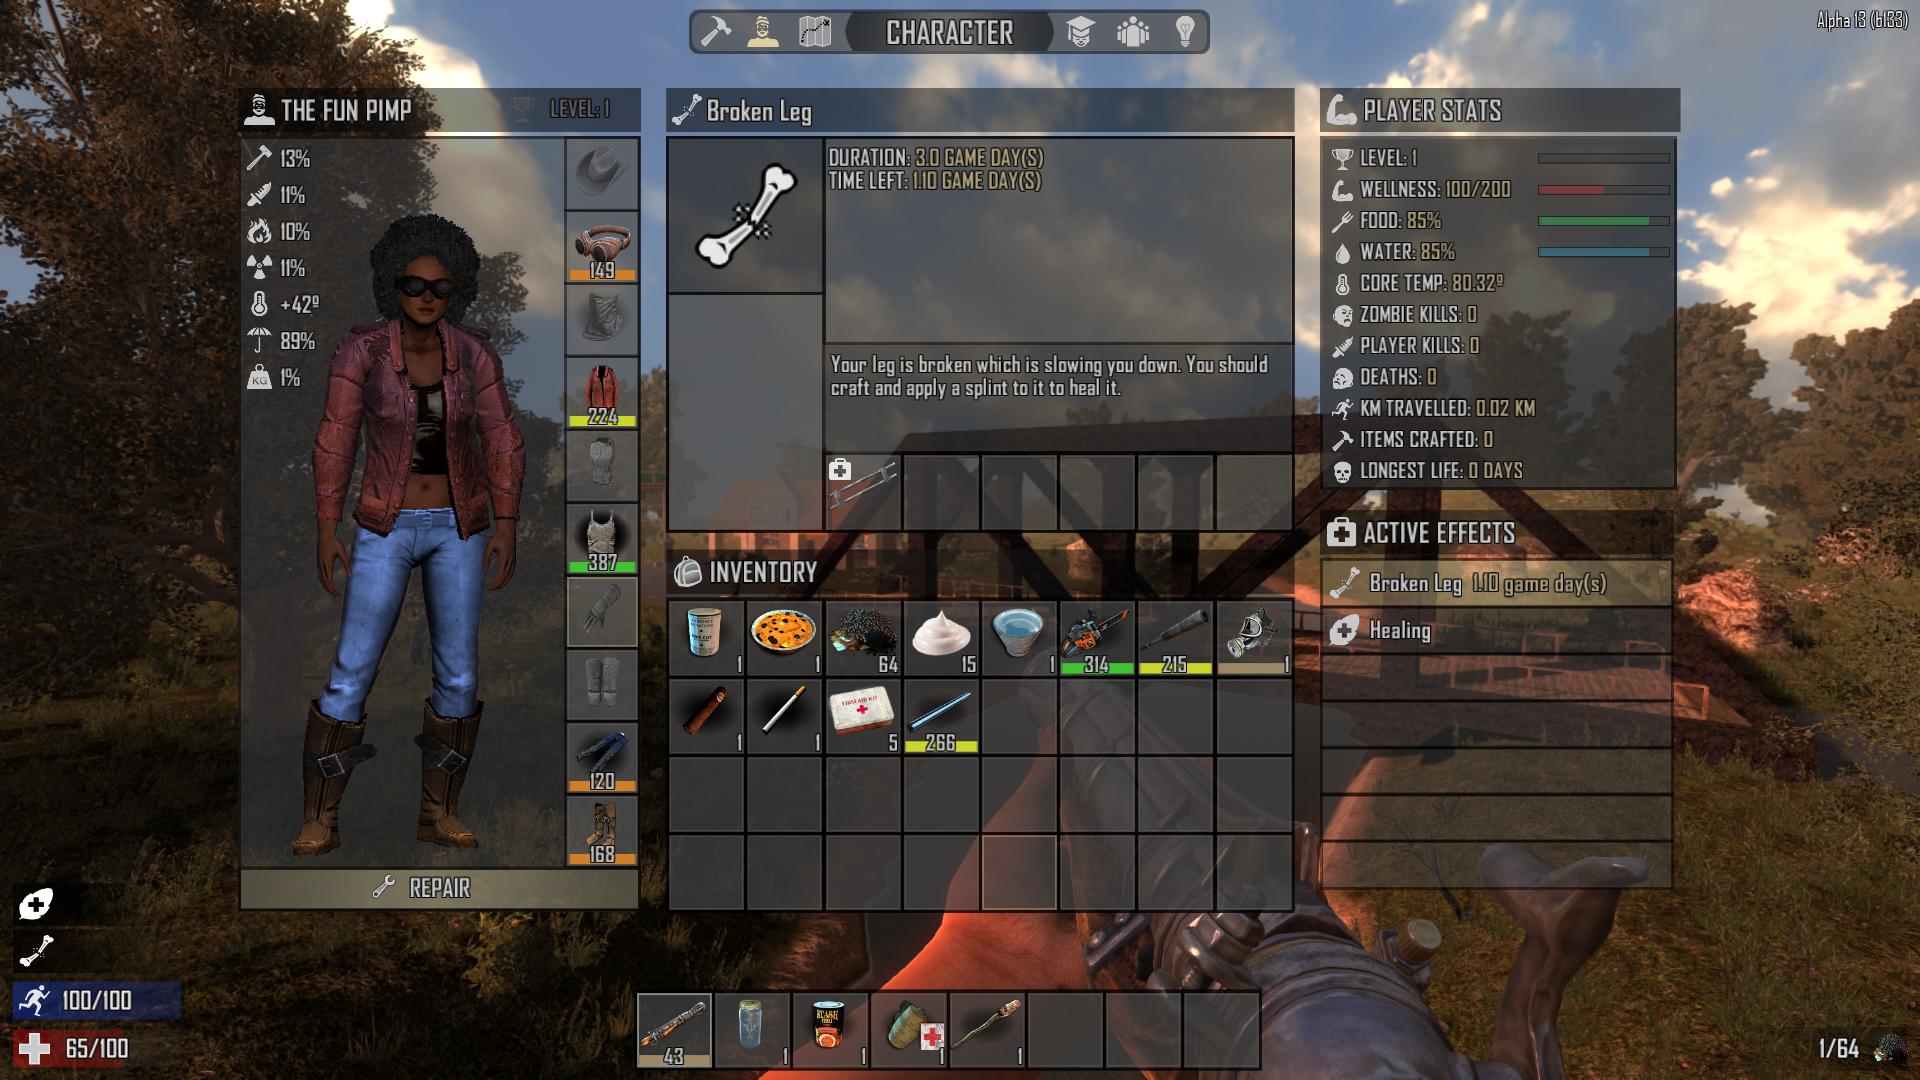 Alpha 13 (b133)
CHARACTER
THE FUN PIMP
LEVEL: 1
13%
11%
10%
11%
+42º
89%
KG
1%
149
224
387
120
168
REPAIR
Broken Leg
DURATION: 3.0 GAME DAY(S)
TIME LEFT: 1.10 GAME DAY(S)
Your leg is broken which is slowing you down. You should
craft and apply a splint to it to heal it.
INVENTORY
1
1
64
15
1
314
215
1
1
1
FIRST AID KIT
5
266
PLAYER STATS
LEVEL: 1
WELLNESS: 100/200
FOOD: 85%
WATER: 85%
CORE TEMP: 80.32º
ZOMBIE KILLS: 0
PLAYER KILLS: 0
DEATHS: 0
KM TRAVELLED: 0.02 KM
ITEMS CRAFTED: 0
LONGEST LIFE: 0 DAYS
ACTIVE EFFECTS
Broken Leg 1.10 game day(s)
Healing
100/100
65/100
43
1
1
1
1
1/64